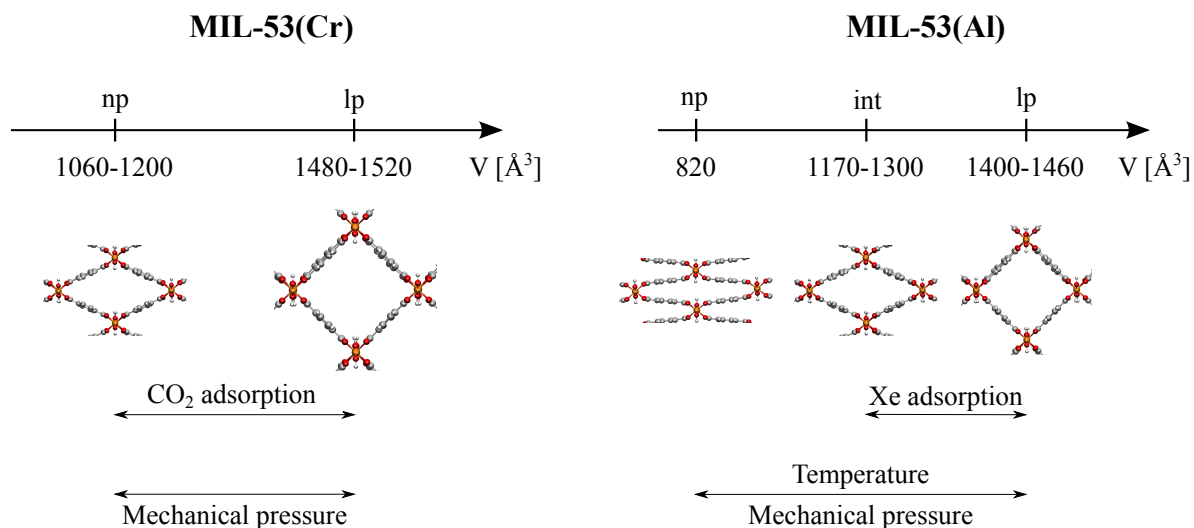 MIL-53(Cr)
np lp
1060-1200 1480-1520 V [Å³]
CO₂ adsorption
Mechanical pressure
MIL-53(Al)
np int lp
820 1170-1300 1400-1460 V [Å³]
Xe adsorption
Temperature
Mechanical pressure